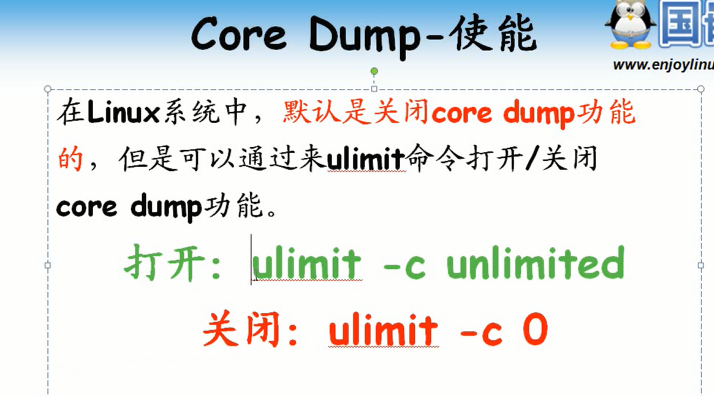 Core Dump-使能
国
www.enjoylinu
在Linux系统中，默认是关闭core dump功能
的，但是可以通过来ulimit命令打开/关闭
core dump功能。
打开：ulimit -c unlimited
关闭：ulimit -c 0